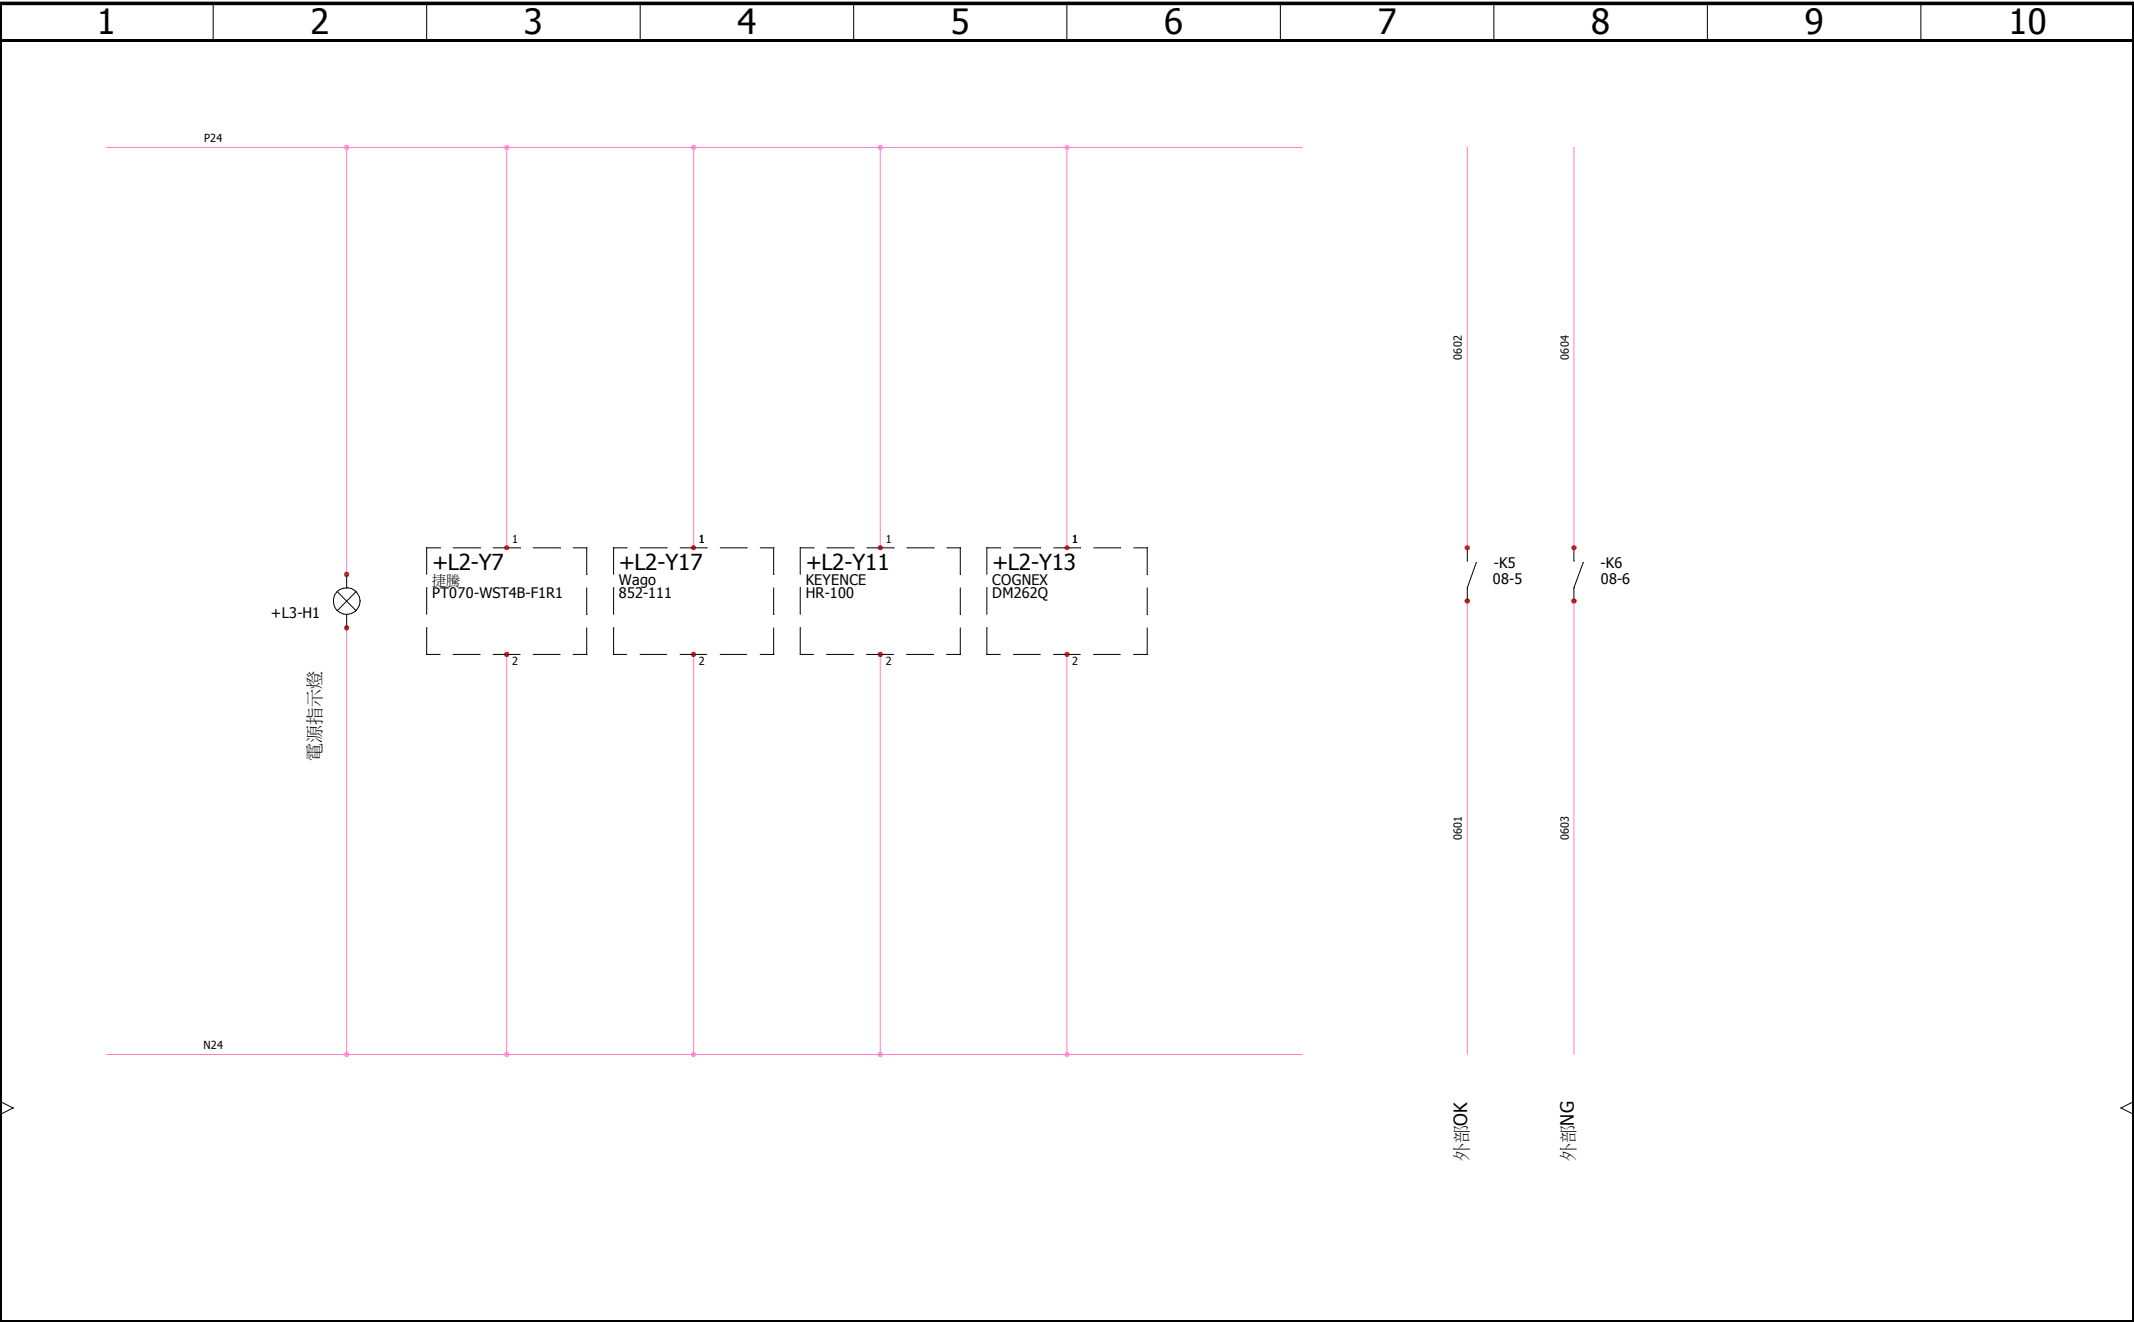 1 2 3 4 5 6 7 8 9 10
P24
0602
0604
1
1
1
1
+L2-Y7
捷騰
PT070-WST4B-F1R1
+L2-Y17
Wago
852-111
+L2-Y11
KEYENCE
HR-100
+L2-Y13
COGNEX
DM262Q
-K5
08-5
-K6
08-6
+L3-H1
2
2
2
2
電源指示燈
0601
0603
N24
外部OK
外部NG